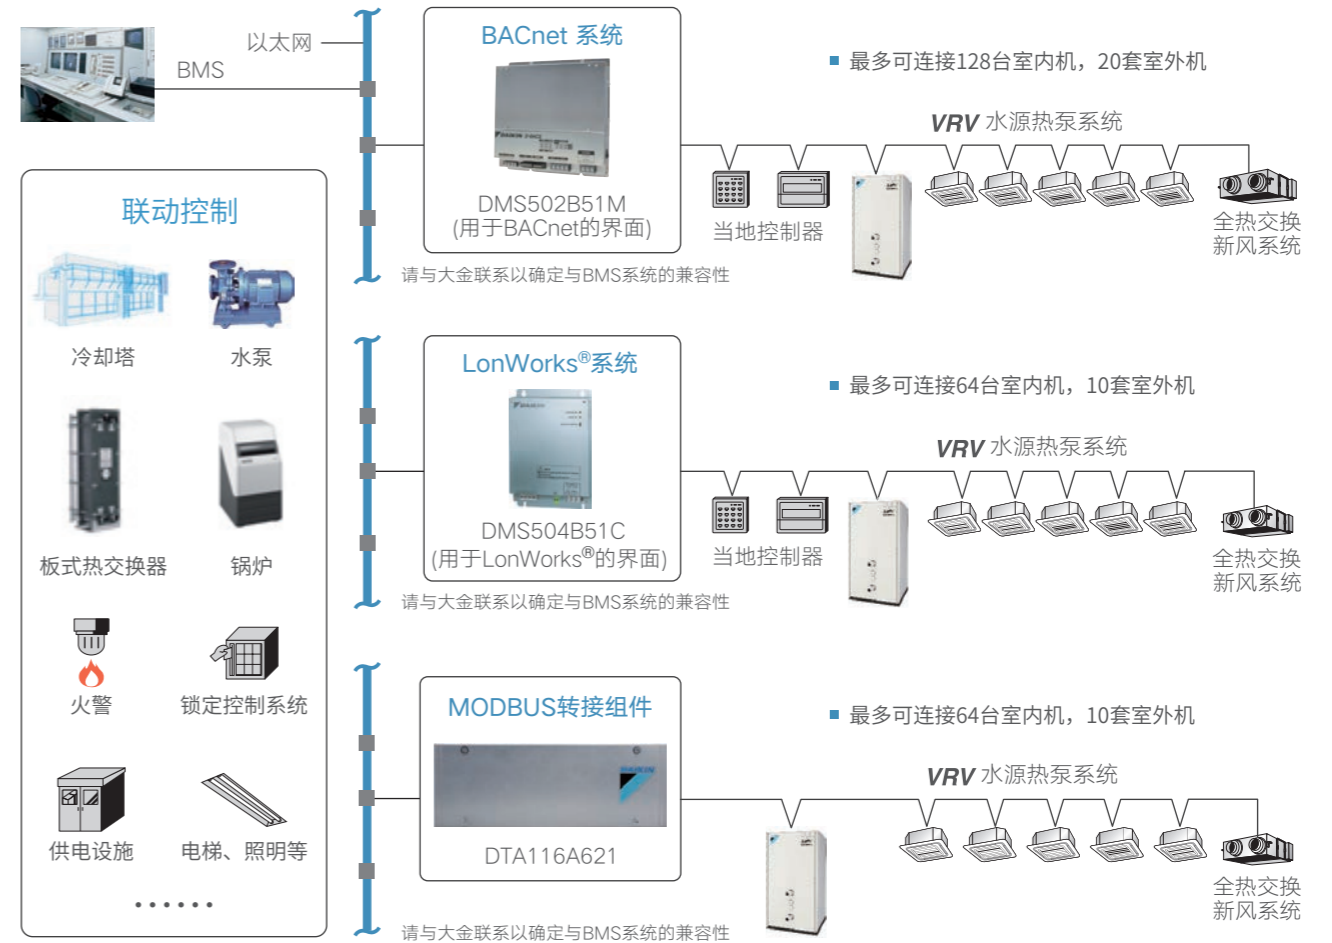 以太网
BMS
联动控制
冷却塔
水泵
板式热交换器
锅炉
火警
锁定控制系统
供电设施
电梯、照明等
······
BACnet 系统
DAIKIN
DMS502B51M
(用于BACnet的界面)
请与大金联系以确定与BMS系统的兼容性
■ 最多可连接128台室内机，20套室外机
VRV 水源热泵系统
当地控制器
全热交换
新风系统
LonWorks®系统
DAIKIN
DMS504B51C
(用于LonWorks®的界面)
请与大金联系以确定与BMS系统的兼容性
■ 最多可连接64台室内机，10套室外机
VRV 水源热泵系统
当地控制器
全热交换
新风系统
MODBUS转接组件
DAIKIN
DTA116A621
请与大金联系以确定与BMS系统的兼容性
■ 最多可连接64台室内机，10套室外机
VRV 水源热泵系统
全热交换
新风系统